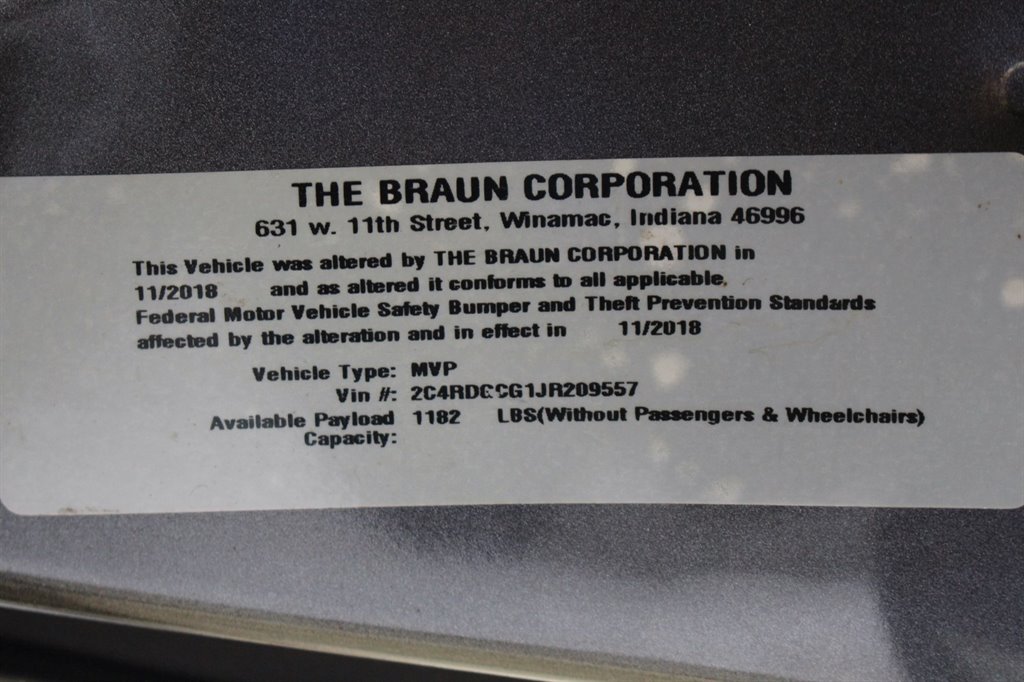 THE BRAUN CORPORATION
631 w. 11th Street, Winamac, Indiana 46996
This Vehicle was altered by THE BRAUN CORPORATION in
11/2018 and as altered it conforms to all applicable,
Federal Motor Vehicle Safety Bumper and Theft Prevention Standards
affected by the alteration and in effect in 11/2018
Vehicle Type: MVP
Vin #:
Available Payload 1182 LBS(Without Passengers & Wheelchairs)
Capacity: